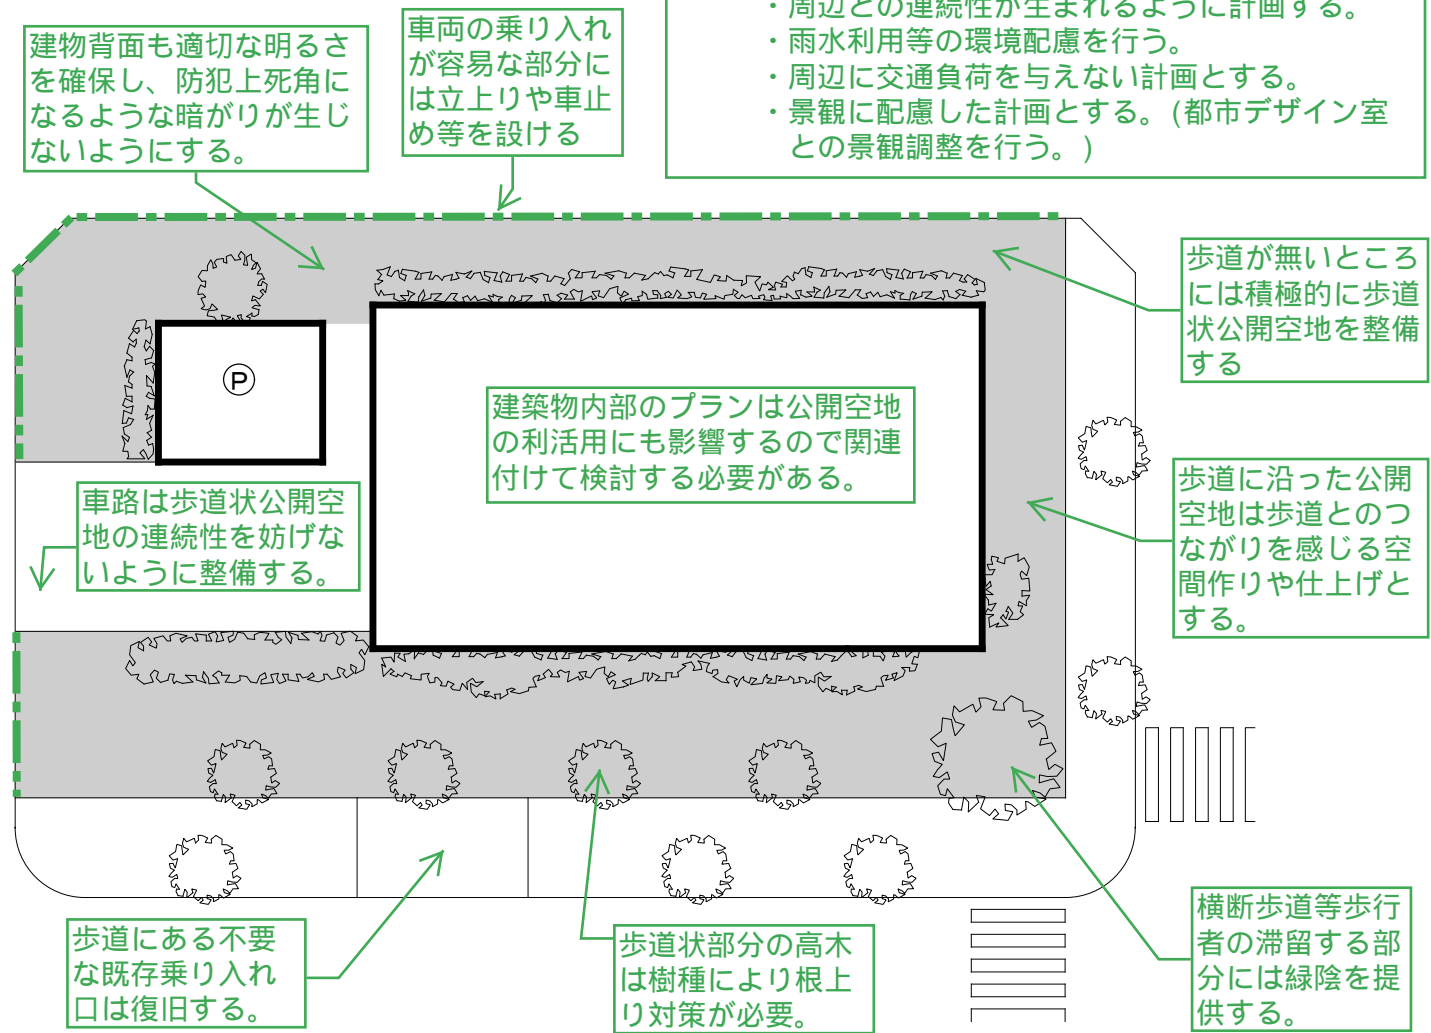 ・周辺との連続性が生まれるように計画する。
・雨水利用等の環境配慮を行う。
・周辺に交通負荷を与えない計画とする。
・景観に配慮した計画とする。(都市デザイン室
との景観調整を行う。)
建物背面も適切な明るさ
を確保し、防犯上死角に
なるような暗がりが生じ
ないようにする。
車両の乗り入れ
が容易な部分に
は立上りや車止
め等を設ける
歩道が無いところ
には積極的に歩道
状公開空地を整備
する
P
建築物内部のプランは公開空地
の利活用にも影響するので関連
付けて検討する必要がある。
車路は歩道状公開空
地の連続性を妨げな
いように整備する。
歩道に沿った公開
空地は歩道とのつ
ながりを感じる空
間作りや仕上げと
する。
歩道にある不要
な既存乗り入れ
口は復旧する。
歩道状部分の高木
は樹種により根上
り対策が必要。
横断歩道等歩行
者の滞留する部
分には緑陰を提
供する。